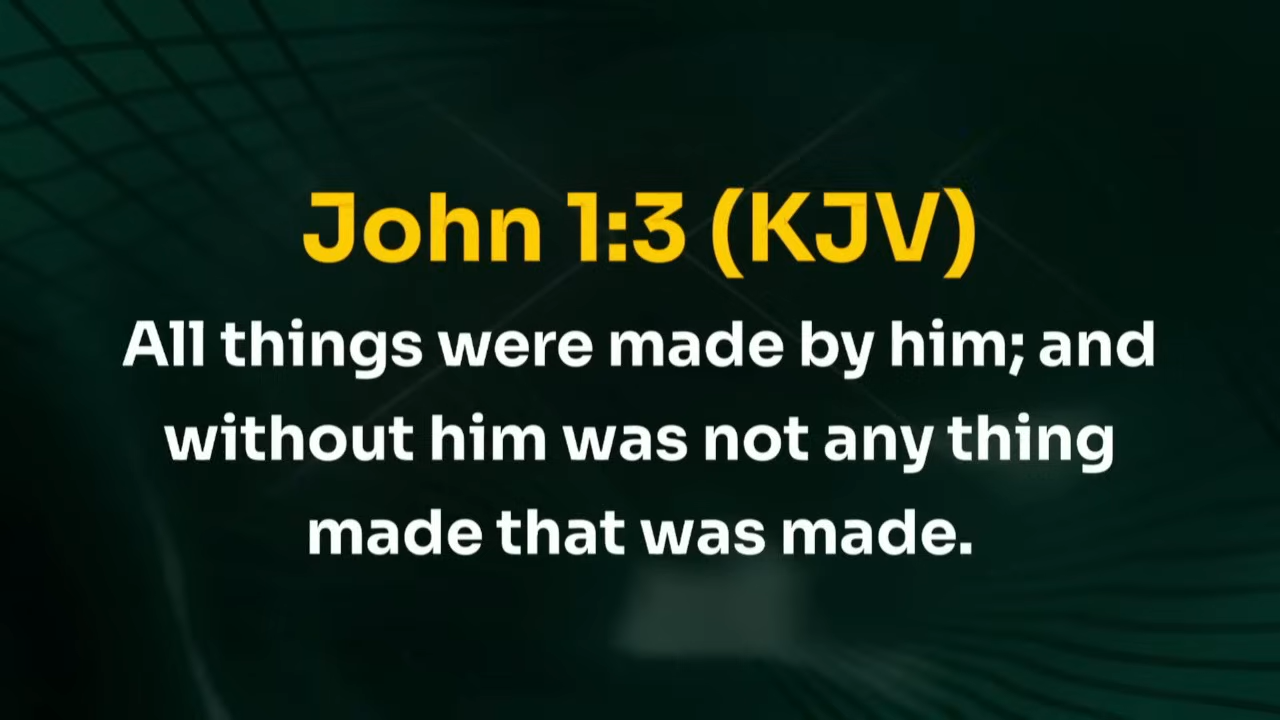 John 1:3 (KJV)
All things were made by him; and
without him was not any thing
made that was made.